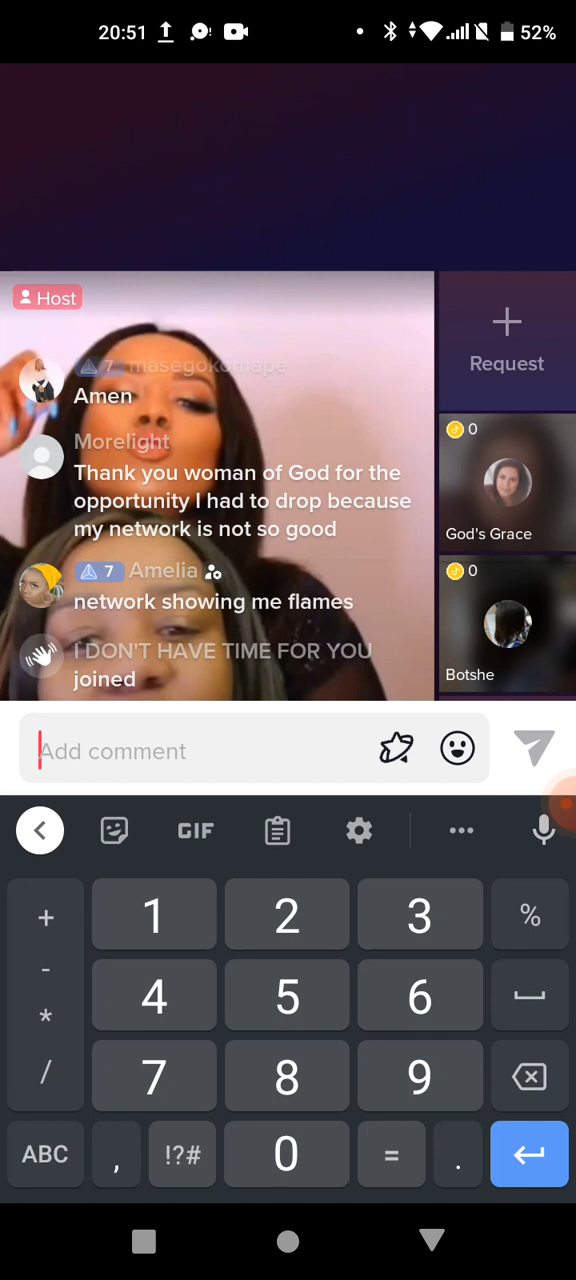 20:51
52%
Host
7 masegokomape
Amen
Request
Morelight
Thank you woman of God for the
opportunity I had to drop because
my network is not so good
0
God's Grace
7 Amelia
network showing me flames
0
I DON'T HAVE TIME FOR YOU
joined
Botshe
Add comment
GIF
+ 1 2 3 %
- 4 5 6
*
/ 7 8 9
ABC , !?# 0 = .